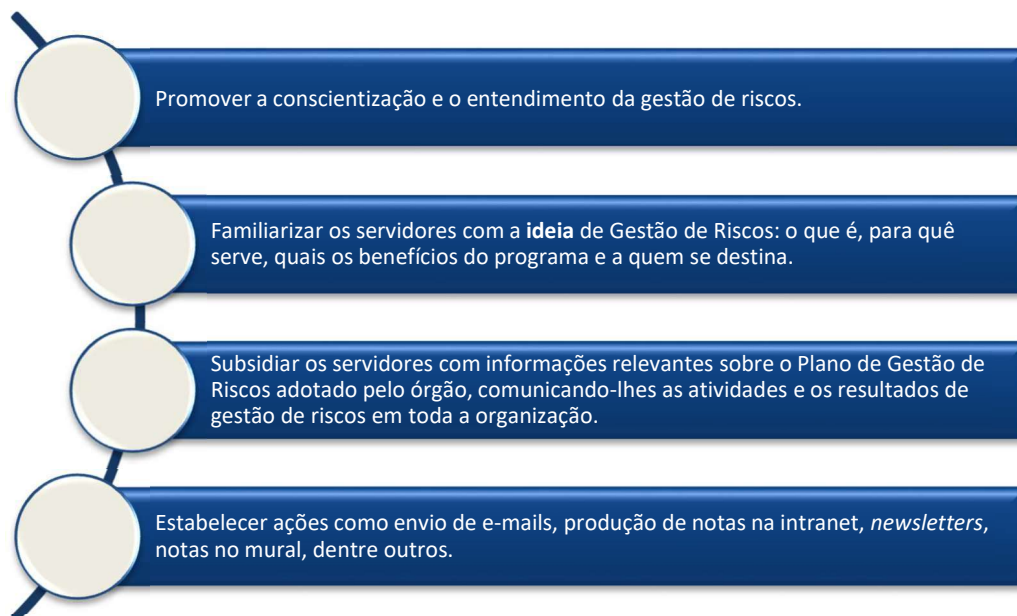 Promover a conscientização e o entendimento da gestão de riscos.
Familiarizar os servidores com a ideia de Gestão de Riscos: o que é, para quê
serve, quais os benefícios do programa e a quem se destina.
Subsidiar os servidores com informações relevantes sobre o Plano de Gestão de
Riscos adotado pelo órgão, comunicando-lhes as atividades e os resultados de
gestão de riscos em toda a organização.
Estabelecer ações como envio de e-mails, produção de notas na intranet, newsletters,
notas no mural, dentre outros.